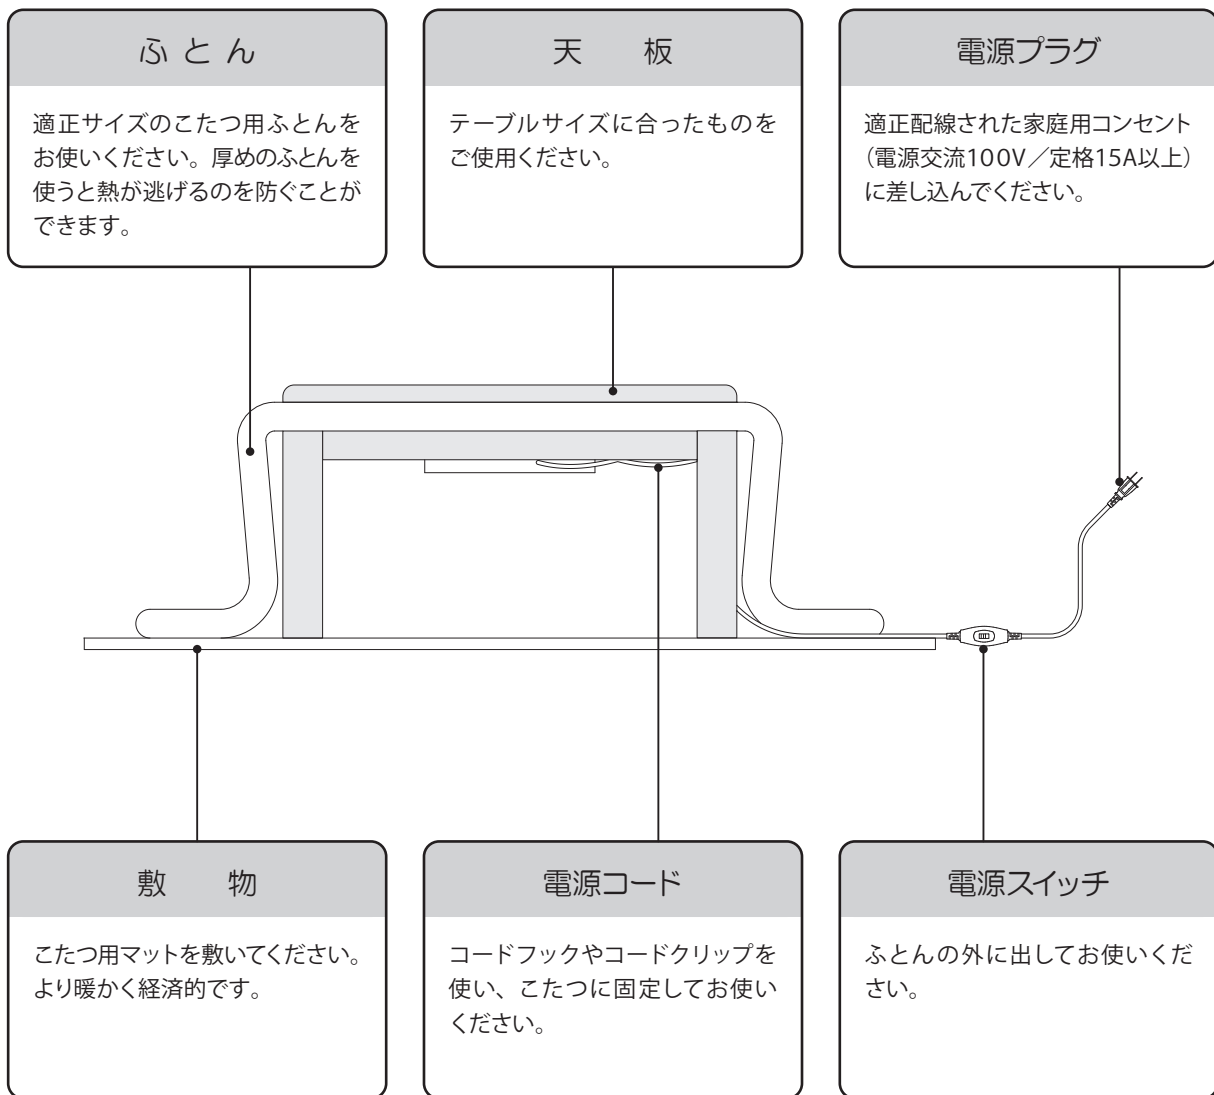 ふとん
適正サイズのこたつ用ふとんを
お使いください。厚めのふとんを
使うと熱が逃げるのを防ぐことが
できます。
天　板
テーブルサイズに合ったものを
ご使用ください。
電源プラグ
適正配線された家庭用コンセント
（電源交流100V／定格15A以上）
に差し込んでください。
敷　物
こたつ用マットを敷いてください。
より暖かく経済的です。
電源コード
コードフックやコードクリップを
使い、こたつに固定してお使い
ください。
電源スイッチ
ふとんの外に出してお使いくだ
さい。